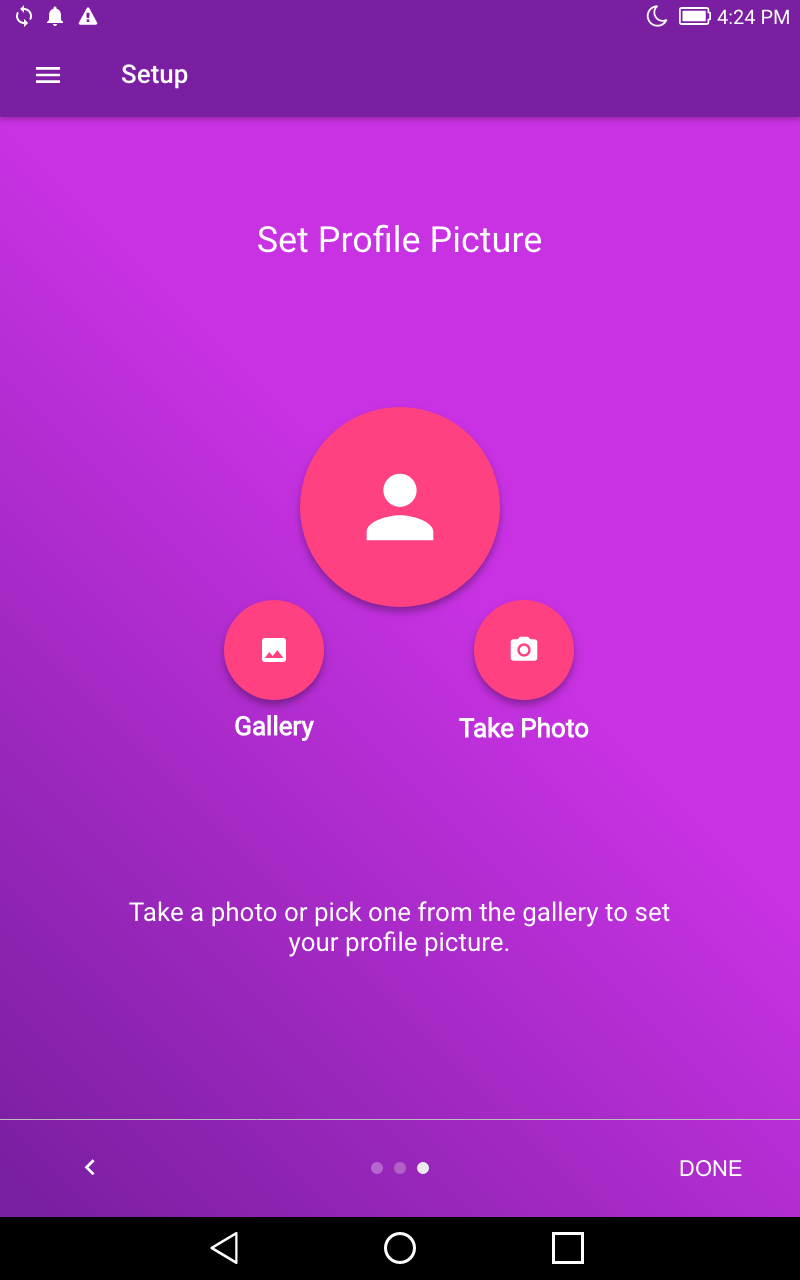 4:24 PM
Setup
Set Profile Picture
Gallery
Take Photo
Take a photo or pick one from the gallery to set
your profile picture.
DONE